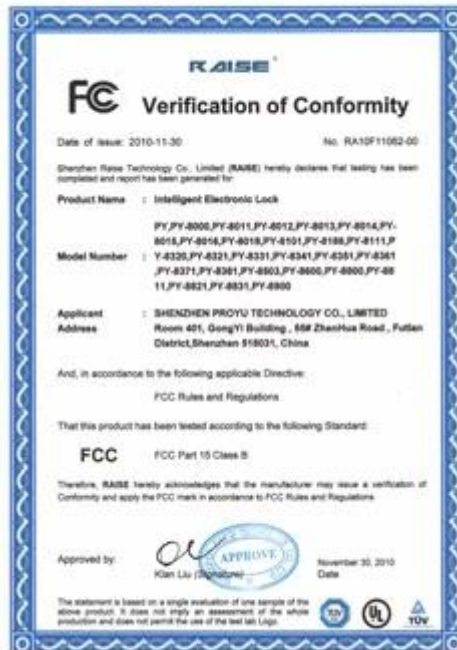 RAISE
FC
Verification of Conformity
Date of issue: 2010-11-30 No. RA10F11082-00
Shenzhen Raise Technology Co., Limited (RAISE) hereby declares that testing has been
completed and report has been generated for:
Product Name : Intelligent Electronic Lock
PY,PY-8000,PY-8011,PY-8012,PY-8013,PY-8014,PY-
8015,PY-8016,PY-8018,PY-8101,PY-8188,PY-8111,P
Model Number : Y-8320,PY-8321,PY-8331,PY-8341,PY-8351,PY-8361
,PY-8371,PY-8381,PY-8503,PY-8600,PY-8800,PY-88
11,PY-8821,PY-8831,PY-8900
Applicant : SHENZHEN PROYU TECHNOLOGY CO., LIMITED
Address Room 401, GongYi Building , 58# ZhenHua Road , Futian
District,Shenzhen 518031, China
And, in accordance to the following applicable Directive:
FCC Rules and Regulations
That this product has been tested according to the following Standard:
FCC FCC Part 15 Class B
Therefore, RAISE hereby acknowledges that the manufacturer may issue a verification of
Conformity and apply the FCC mark in accordance to FCC Rules and Regulations
Approved by:
APPROVE
Kian Liu (Signature)
November 30, 2010
Date
The statement is based on a single evaluation of one sample of the
above product. It does not imply an assessment of the whole
production and does not permit the use of the test lab Logo.
TUV
UL
TÜV